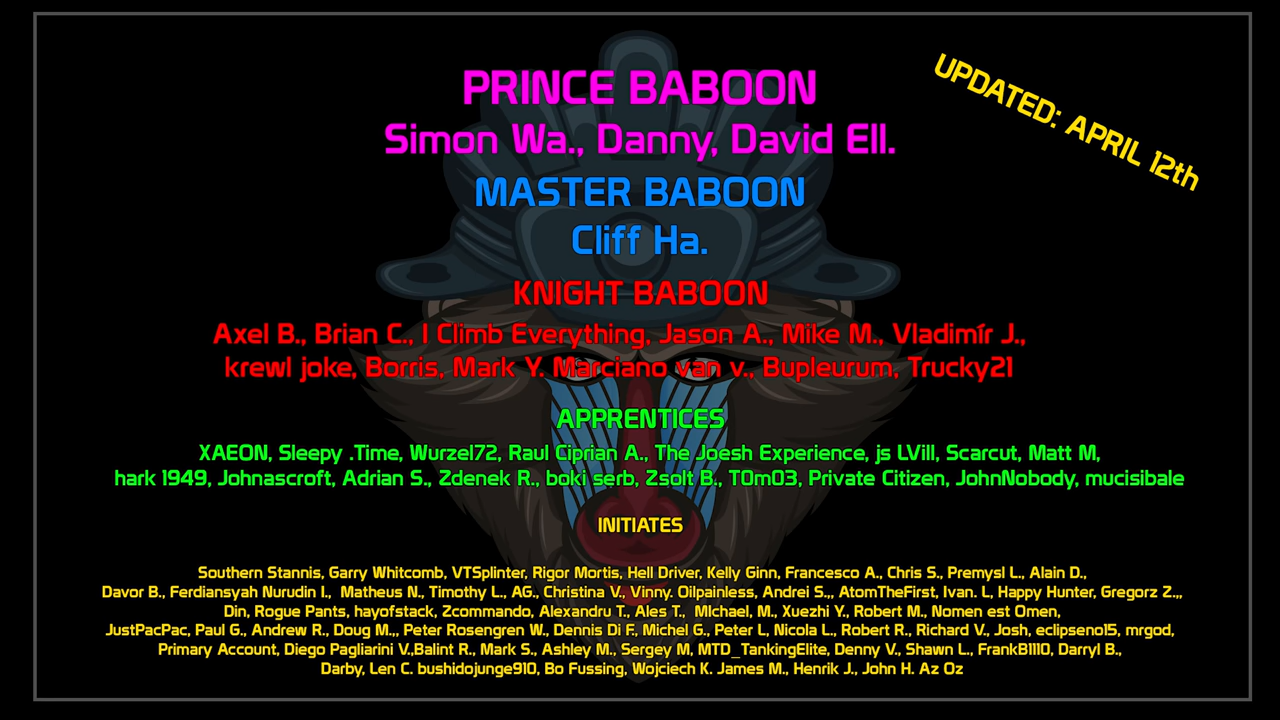 PRINCE BABOON
Simon Wa., Danny, David Ell.
UPDATED: APRIL 12th
MASTER BABOON
Cliff Ha.
KNIGHT BABOON
Axel B., Brian C., I Climb Everything, Jason A., Mike M., Vladimír J.,
krewl joke, Borris, Mark Y. Marciano van v., Bupleurum, Trucky21
APPRENTICES
XAEON, Sleepy .Time, Wurzel72, Raul Ciprian A., The Joesh Experience, js LVill, Scarcut, Matt M,
hark 1949, Johnascroft, Adrian S., Zdenek R., boki serb, Zsolt B., T0m03, Private Citizen, JohnNobody, mucisibale
INITIATES
Southern Stannis, Garry Whitcomb, VTSplinter, Rigor Mortis, Hell Driver, Kelly Ginn, Francesco A., Chris S., Premysl L., Alain D.,
Davor B., Ferdiansyah Nurudin I., Matheus N., Timothy L., AG., Christina V., Vinny. Oilpainless, Andrei S.,, AtomTheFirst, Ivan. I., Happy Hunter, Gregorz Z.,,
Din, Rogue Pants, hayofstack, Zcommando, Alexandru T., Ales T., MIchael, M., Xuezhi Y., Robert M., Nomen est Omen,
JustPacPac, Paul G., Andrew R., Doug M.,, Peter Rosengren W., Dennis Di F., Michel G., Peter L, Nicola L., Robert R., Richard V., Josh, eclipseno15, mrgod,
Primary Account, Diego Pagliarini V.,Balint R., Mark S., Ashley M., Sergey M, MTD_TankingElite, Denny V., Shawn L., FrankB1110, Darryl B.,
Darby, Len C. bushidojunge910, Bo Fussing, Wojciech K. James M., Henrik J., John H. Az Oz